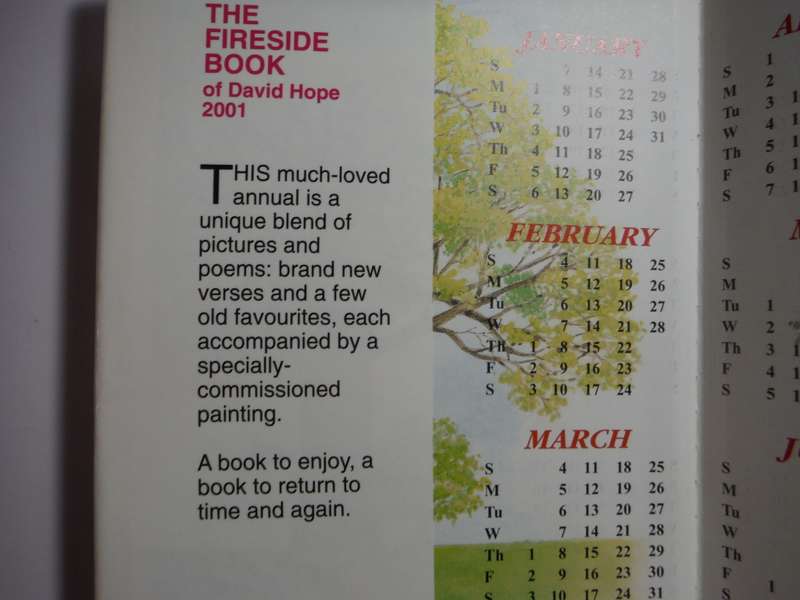 THE
FIRESIDE
BOOK
of David Hope
2001
THIS much-loved
annual is a
unique blend of
pictures and
poems: brand new
verses and a few
old favourites, each
accompanied by a
specially-
commissioned
painting.
A book to enjoy, a
book to return to
time and again.
JANUARY
S 7 14 21 28
M 1 8 15 22 29
Tu 2 9 16 23 30
W 3 10 17 24 31
Th 4 11 18 25
F 5 12 19 26
S 6 13 20 27
FEBRUARY
S 4 11 18 25
M 5 12 19 26
Tu 6 13 20 27
W 7 14 21 28
Th 1 8 15 22
F 2 9 16 23
S 3 10 17 24
MARCH
S 4 11 18 25
M 5 12 19 26
Tu 6 13 20 27
W 7 14 21 28
Th 1 8 15 22 29
F 2 9 16 23 30
S 3 10 17 24 31
S 1
M 2
Tu 3
W 4
Th 5
F 6
S 7
S
M
Tu 1
W 2
Th 3
F 4
S 5
S
M
Tu
W
Th
F 1